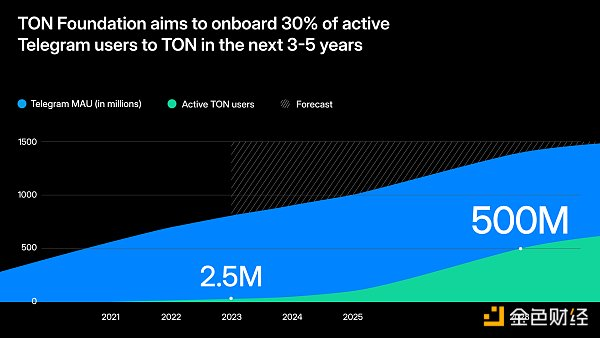 TON Foundation aims to onboard 30% of active
Telegram users to TON in the next 3-5 years
Telegram MAU (in millions)
Active TON users
Forecast
1500
1000
500
0
500M
2.5M
2021
2022
2023
2024
2025
金色财经